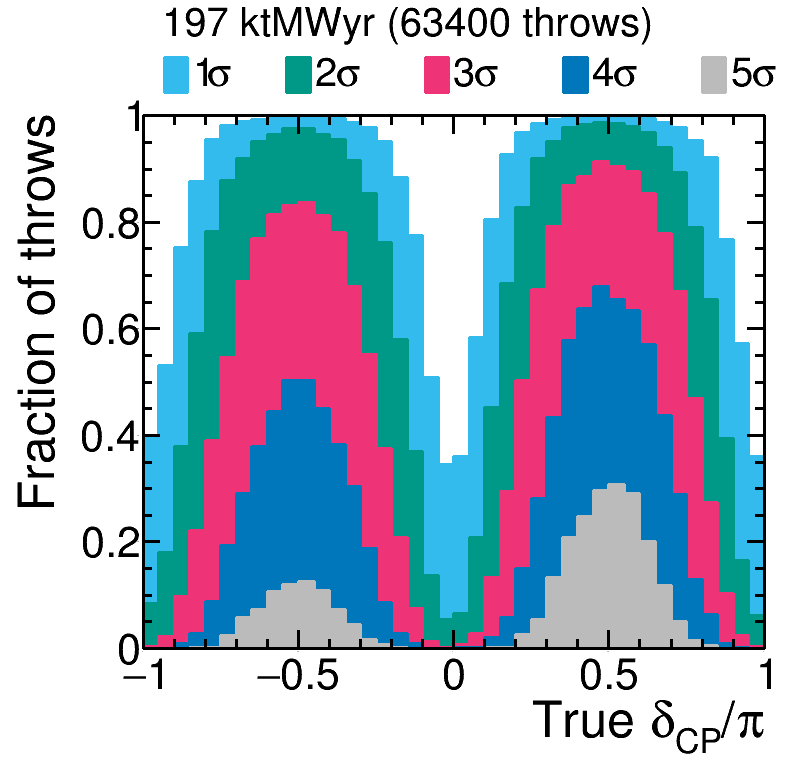 197 ktMWyr (63400 throws)
1σ 2σ 3σ 4σ 5σ
Fraction of throws
1
0.8
0.6
0.4
0.2
0
−1 −0.5 0 0.5 1
True δCP/π